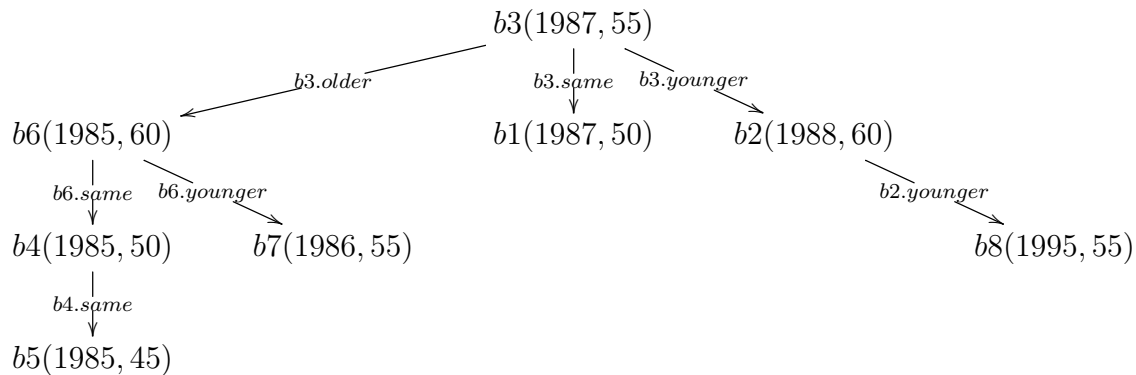 b3(1987, 55)
b3.older
b3.same
b3.younger
b6(1985, 60)
b1(1987, 50)
b2(1988, 60)
b6.same
b6.younger
b2.younger
b4(1985, 50)
b7(1986, 55)
b8(1995, 55)
b4.same
b5(1985, 45)